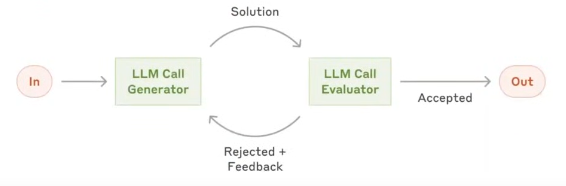 Solution
In
LLM Call
Generator
LLM Call
Evaluator
Accepted
Out
Rejected +
Feedback